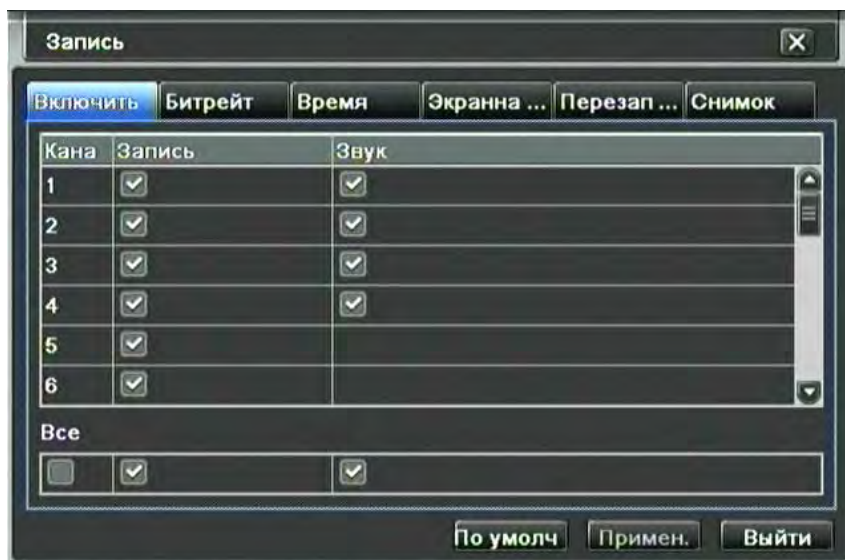 Запись
Включить Битрейт Время Экранна ... Перезап ... Снимок
Кана Запись Звук
1
2
3
4
5
6
Все
По умолч Примен. Выйти